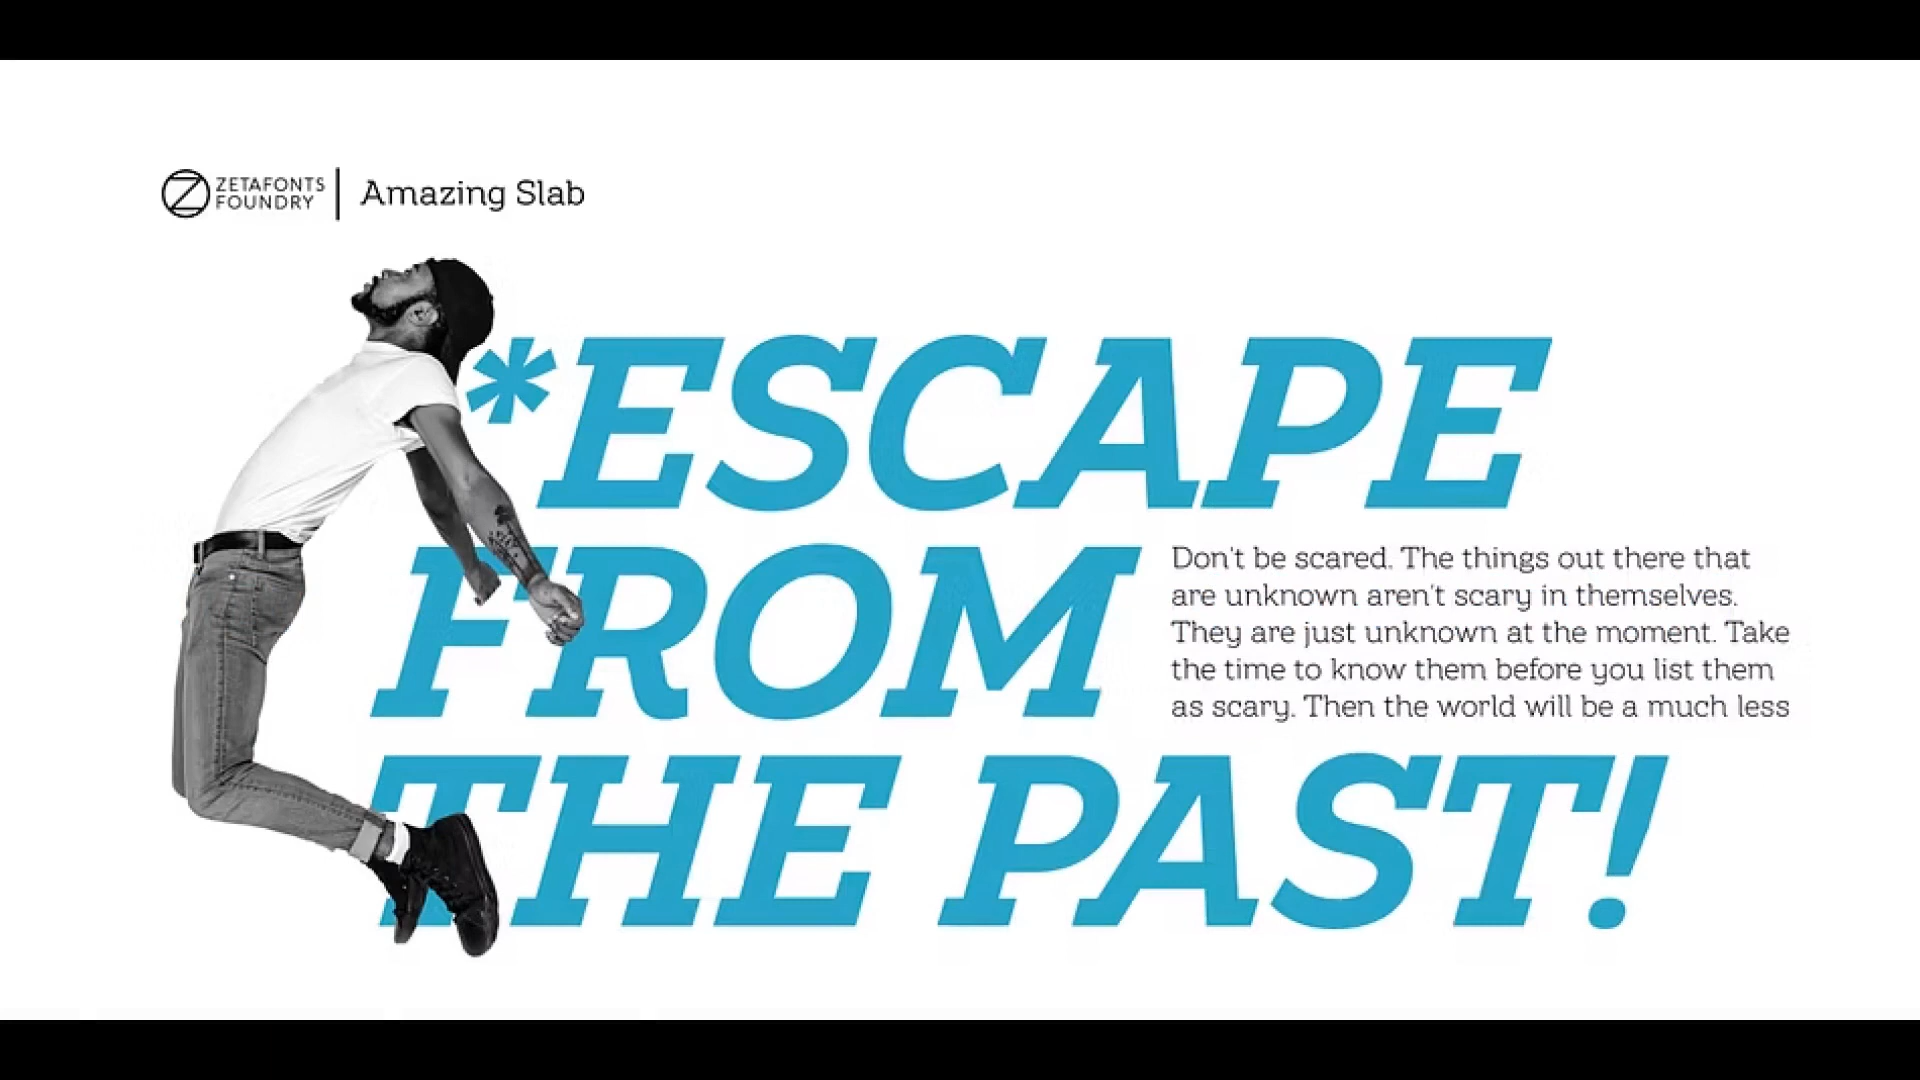 ZETAFONTS
FOUNDRY
Amazing Slab
*ESCAPE
FROM
THE PAST!
Don't be scared. The things out there that
are unknown aren't scary in themselves.
They are just unknown at the moment. Take
the time to know them before you list them
as scary. Then the world will be a much less